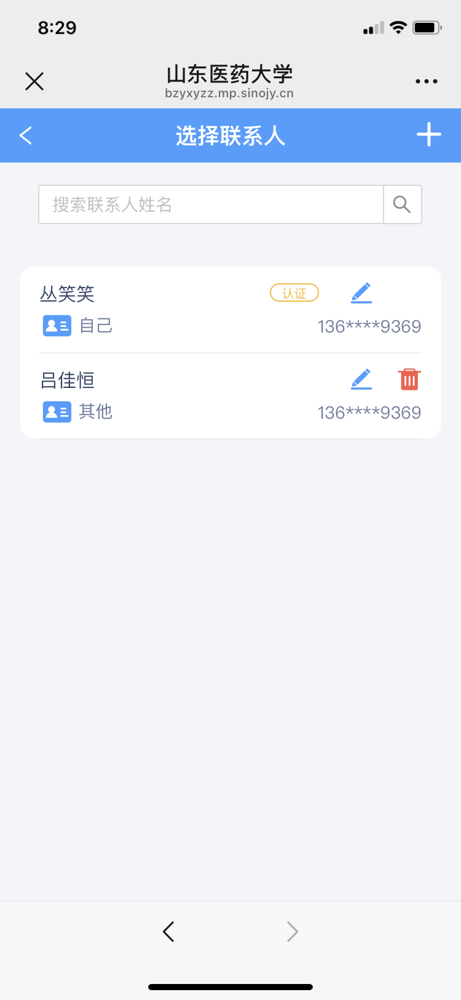 8:29
山东医药大学
bzyxyzz.mp.sinojy.cn
选择联系人
搜索联系人姓名
丛笑笑 认证
自己 136****9369
吕佳恒
其他 136****9369